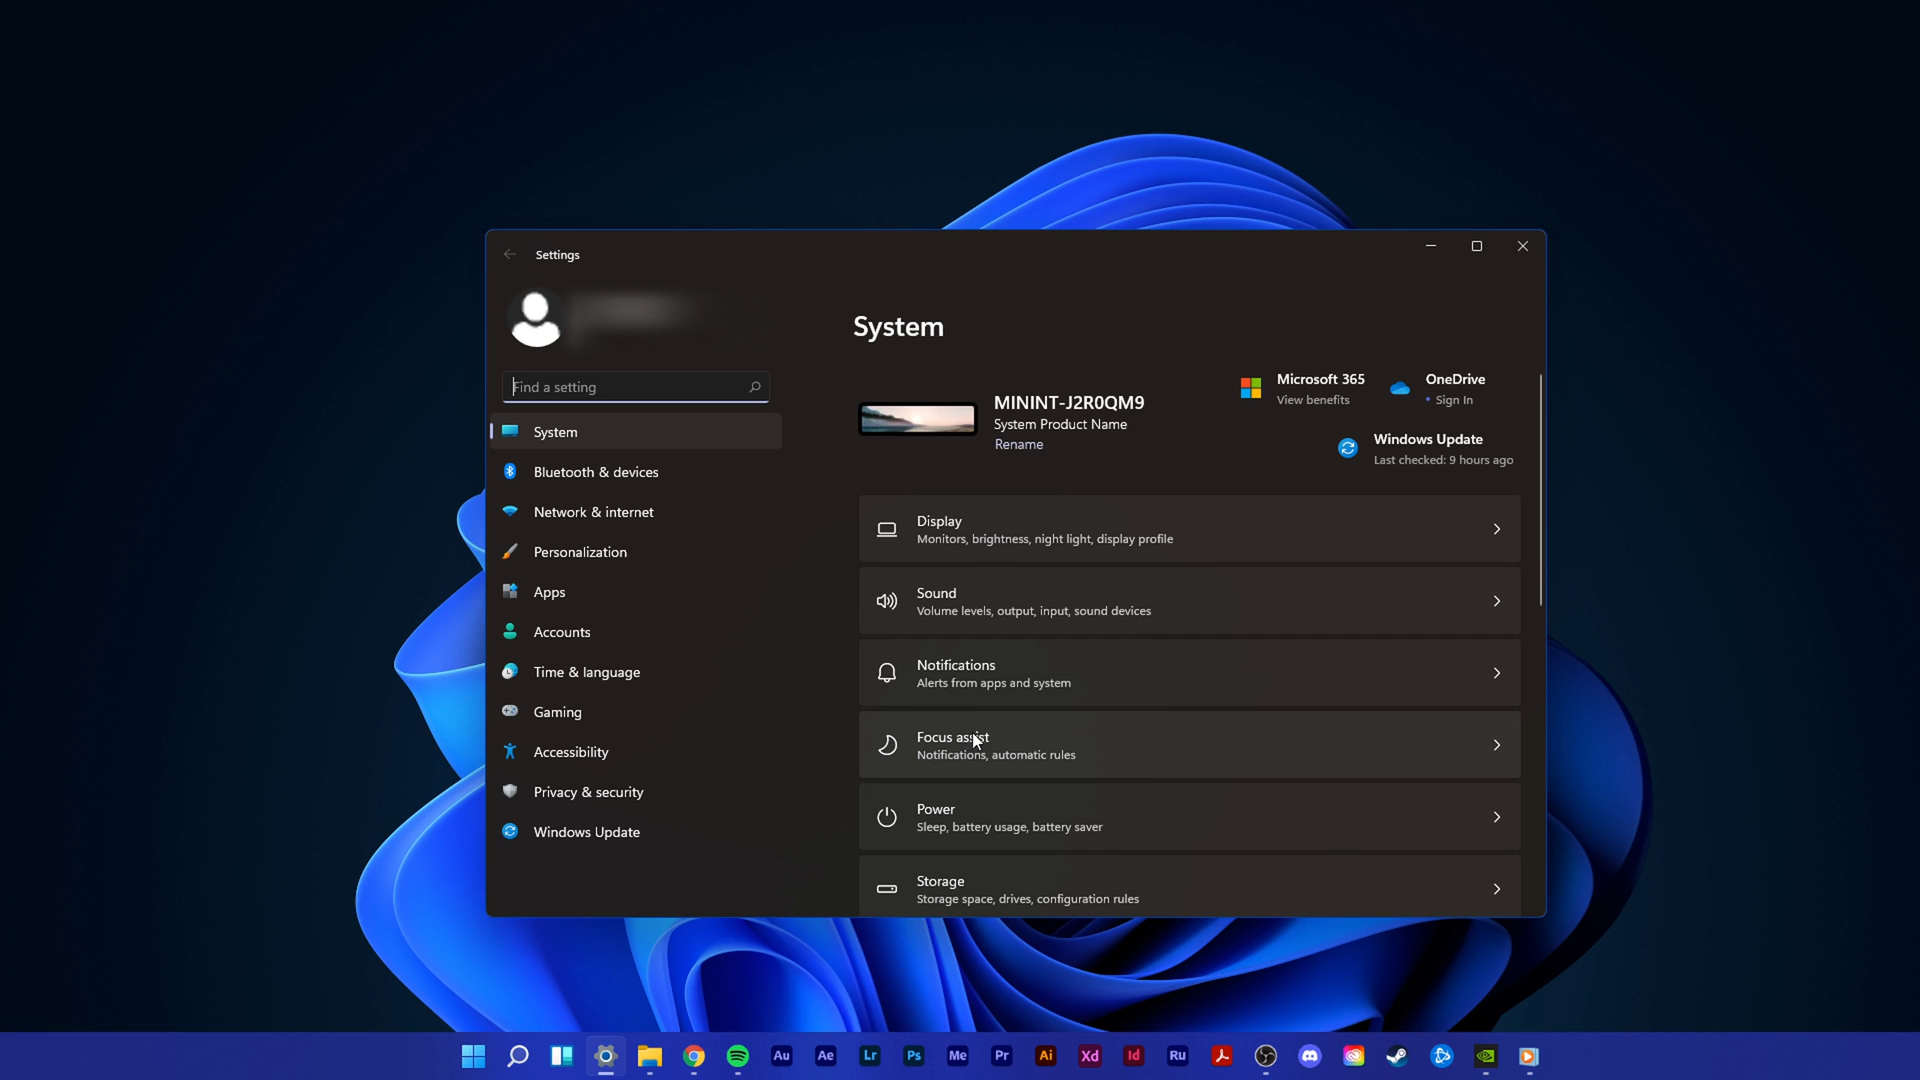 Settings
Find a setting
System
Bluetooth & devices
Network & internet
Personalization
Apps
Accounts
Time & language
Gaming
Accessibility
Privacy & security
Windows Update
System
MININT-J2R0QM9
System Product Name
Rename
Microsoft 365
View benefits
OneDrive
• Sign In
Windows Update
Last checked: 9 hours ago
Display
Monitors, brightness, night light, display profile
Sound
Volume levels, output, input, sound devices
Notifications
Alerts from apps and system
Focus assist
Notifications, automatic rules
Power
Sleep, battery usage, battery saver
Storage
Storage space, drives, configuration rules
Au Ae Lr Ps Me Pr Ai Xd Id Ru